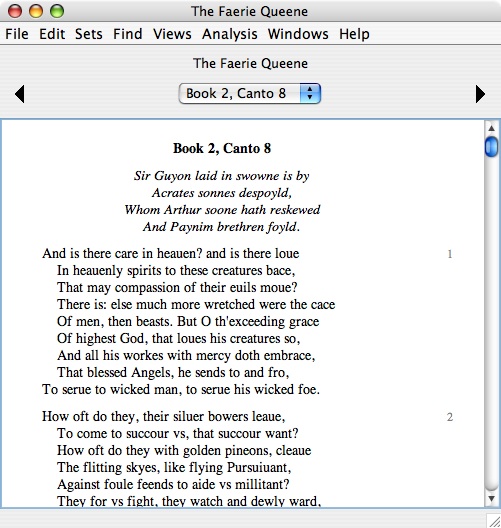 The Faerie Queene
File Edit Sets Find Views Analysis Windows Help
The Faerie Queene
Book 2, Canto 8
Book 2, Canto 8
Sir Guyon laid in swowne is by
Acrates sonnes despoyld,
Whom Arthur soone hath reskewed
And Paynim brethren foyld.
And is there care in heauen? and is there loue 1
In heauenly spirits to these creatures bace,
That may compassion of their euils moue?
There is: else much more wretched were the cace
Of men, then beasts. But O th'exceeding grace
Of highest God, that loues his creatures so,
And all his workes with mercy doth embrace,
That blessed Angels, he sends to and fro,
To serue to wicked man, to serue his wicked foe.
How oft do they, their siluer bowers leaue, 2
To come to succour vs, that succour want?
How oft do they with golden pineons, cleaue
The flitting skyes, like flying Pursuiuant,
Against foule feends to aide vs millitant?
They for vs fight, they watch and dewly ward,